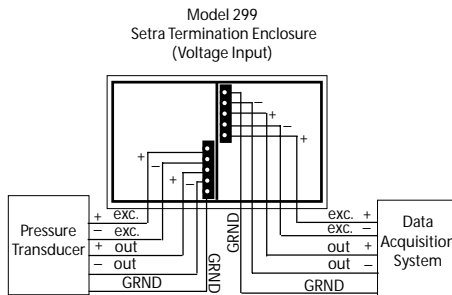 Model 299
Setra Termination Enclosure
(Voltage Input)
+
−
+
−
−
+
−
+
Pressure
Transducer
+ exc.
− exc.
+ out
− out
GRND
GRND
GRND
exc. +
exc. −
out +
out −
GRND
Data
Acquisition
System